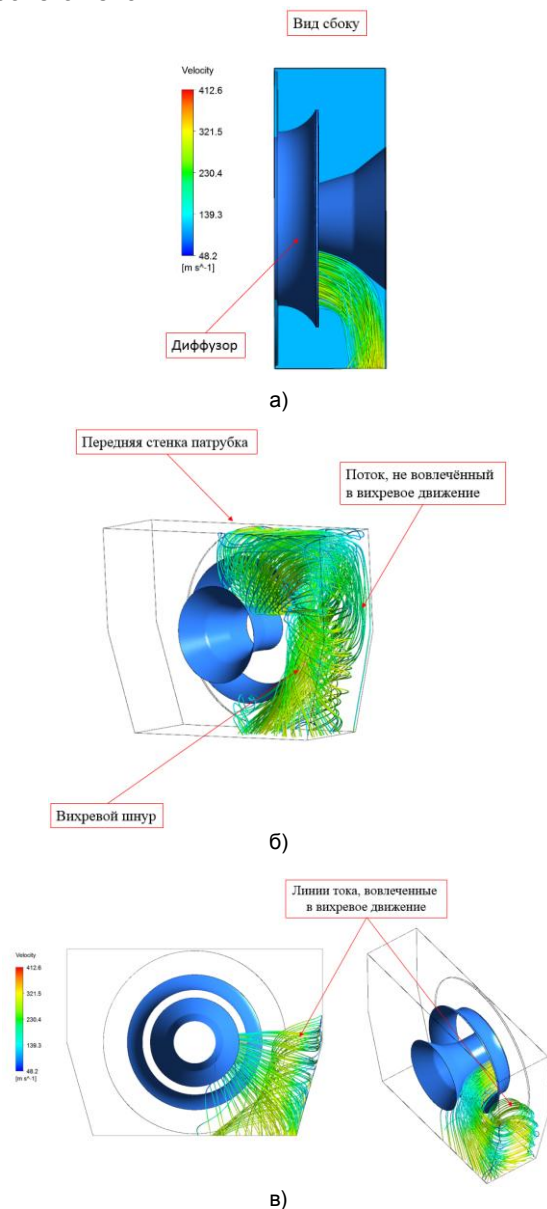 Вид сбоку
Velocity
412.6
321.5
230.4
139.3
48.2
[m s^-1]
Диффузор
а)
Передняя стенка патрубка
Поток, не вовлечённый
в вихревое движение
Вихревой шнур
б)
Линии тока, вовлеченные
в вихревое движение
Velocity
412.6
321.5
230.4
139.3
48.2
[m s^-1]
в)